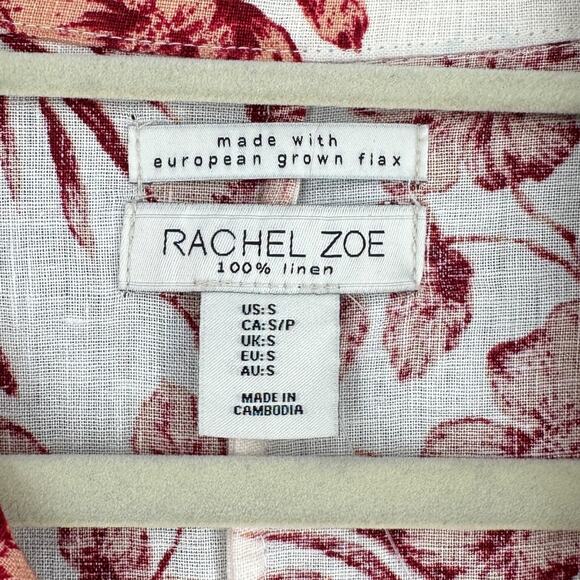 made with
european grown flax
RACHEL ZOE
100% linen
US:S
CA:S/P
UK:S
EU:S
AU:S
MADE IN
CAMBODIA